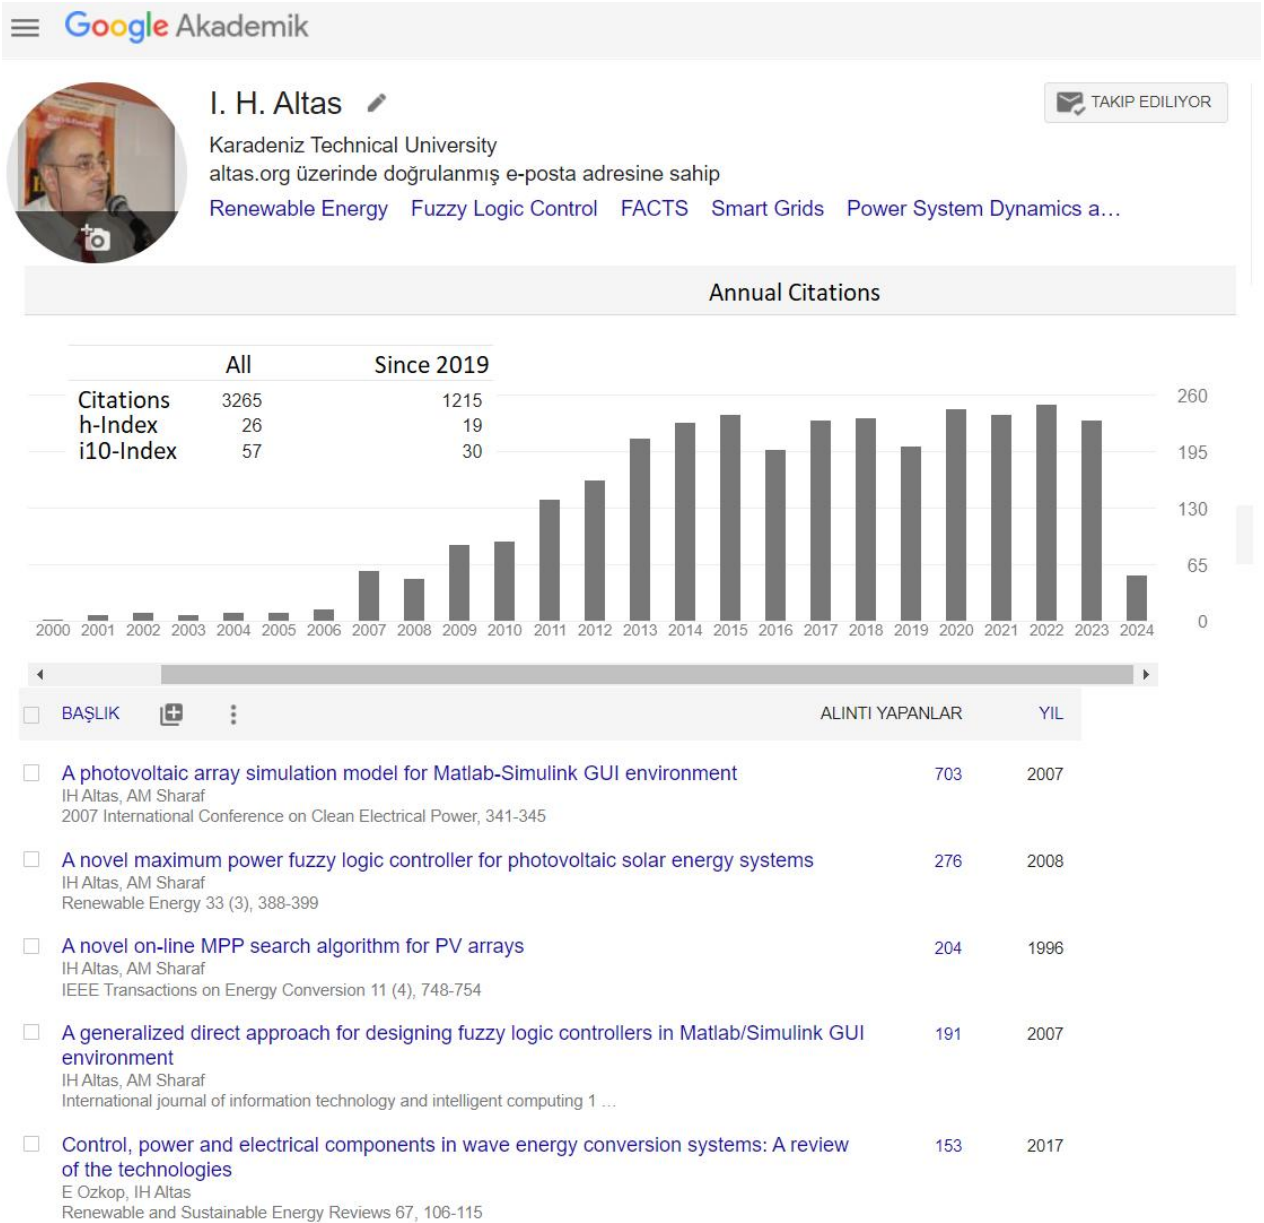 Google Akademik
I. H. Altas
TAKIP EDILIYOR
Karadeniz Technical University
altas.org üzerinde doğrulanmış e-posta adresine sahip
Renewable Energy Fuzzy Logic Control FACTS Smart Grids Power System Dynamics a...
Annual Citations
All Since 2019
Citations 3265 1215
h-Index 26 19
i10-Index 57 30
260
195
130
65
0
2000 2001 2002 2003 2004 2005 2006 2007 2008 2009 2010 2011 2012 2013 2014 2015 2016 2017 2018 2019 2020 2021 2022 2023 2024
BAŞLIK ALINTI YAPANLAR YIL
A photovoltaic array simulation model for Matlab-Simulink GUI environment 703 2007
IH Altas, AM Sharaf
2007 International Conference on Clean Electrical Power, 341-345
A novel maximum power fuzzy logic controller for photovoltaic solar energy systems 276 2008
IH Altas, AM Sharaf
Renewable Energy 33 (3), 388-399
A novel on-line MPP search algorithm for PV arrays 204 1996
IH Altas, AM Sharaf
IEEE Transactions on Energy Conversion 11 (4), 748-754
A generalized direct approach for designing fuzzy logic controllers in Matlab/Simulink GUI 191 2007
environment
IH Altas, AM Sharaf
International journal of information technology and intelligent computing 1 ...
Control, power and electrical components in wave energy conversion systems: A review 153 2017
of the technologies
E Ozkop, IH Altas
Renewable and Sustainable Energy Reviews 67, 106-115